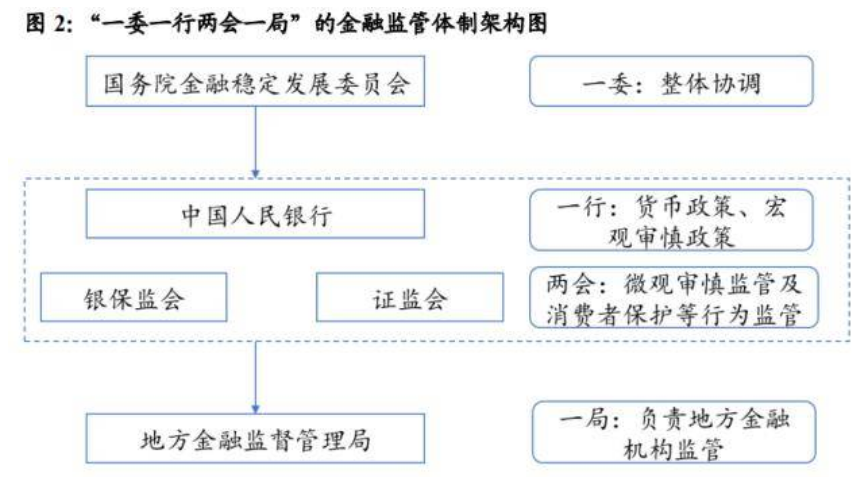 图 2：“一委一行两会一局”的金融监管体制架构图
国务院金融稳定发展委员会
一委：整体协调
中国人民银行
一行：货币政策、宏
观审慎政策
银保监会
证监会
两会：微观审慎监管及
消费者保护等行为监管
地方金融监督管理局
一局：负责地方金融
机构监管